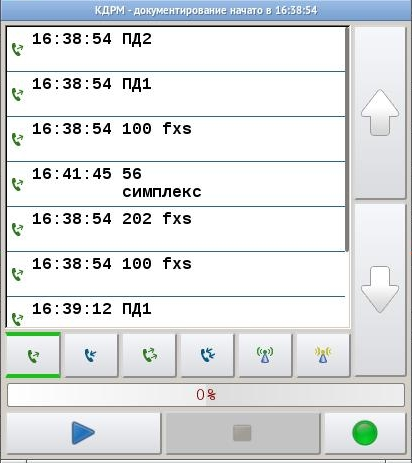 КДРМ - документирование начато в 16:38:54
16:38:54 ПД2
16:38:54 ПД1
16:38:54 100 fxs
16:41:45 56
симплекс
16:38:54 202 fxs
16:38:54 100 fxs
16:39:12 ПД1
0%